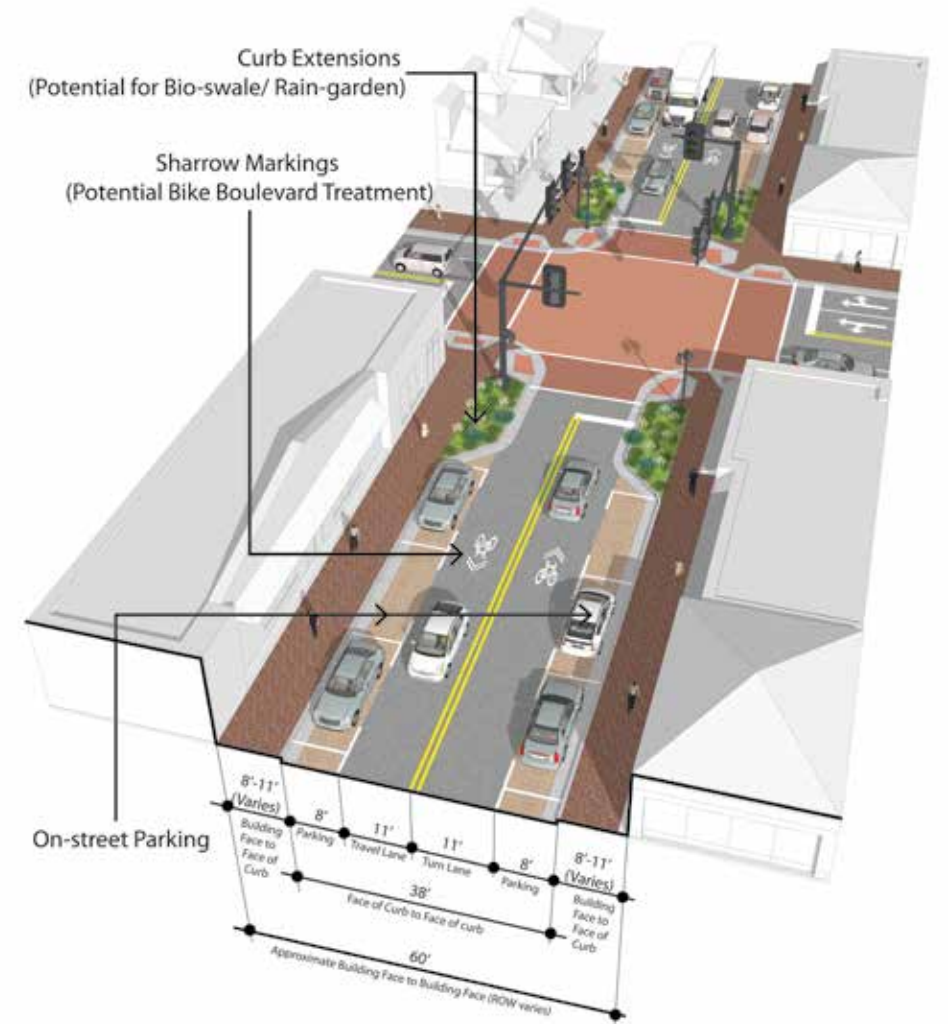 Curb Extensions
(Potential for Bio-swale/ Rain-garden)
Sharrow Markings
(Potential Bike Boulevard Treatment)
On-street Parking
8'-11'
(Varies)
Building
Face to
Face of
Curb
8'
Parking
11'
Travel Lane
11'
Turn Lane
8'
Parking
8'-11'
(Varies)
Building
Face to
Face of
Curb
38'
Face of Curb to Face of curb
60'
Approximate Building Face to Building Face (ROW varies)